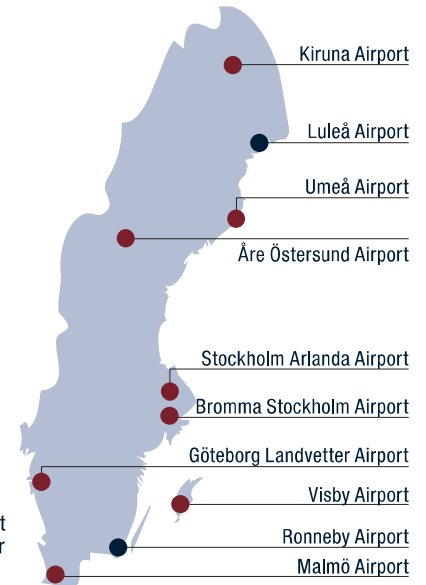 Kiruna Airport
Luleå Airport
Umeå Airport
Åre Östersund Airport
Stockholm Arlanda Airport
Bromma Stockholm Airport
Göteborg Landvetter Airport
Visby Airport
Ronneby Airport
Malmö Airport